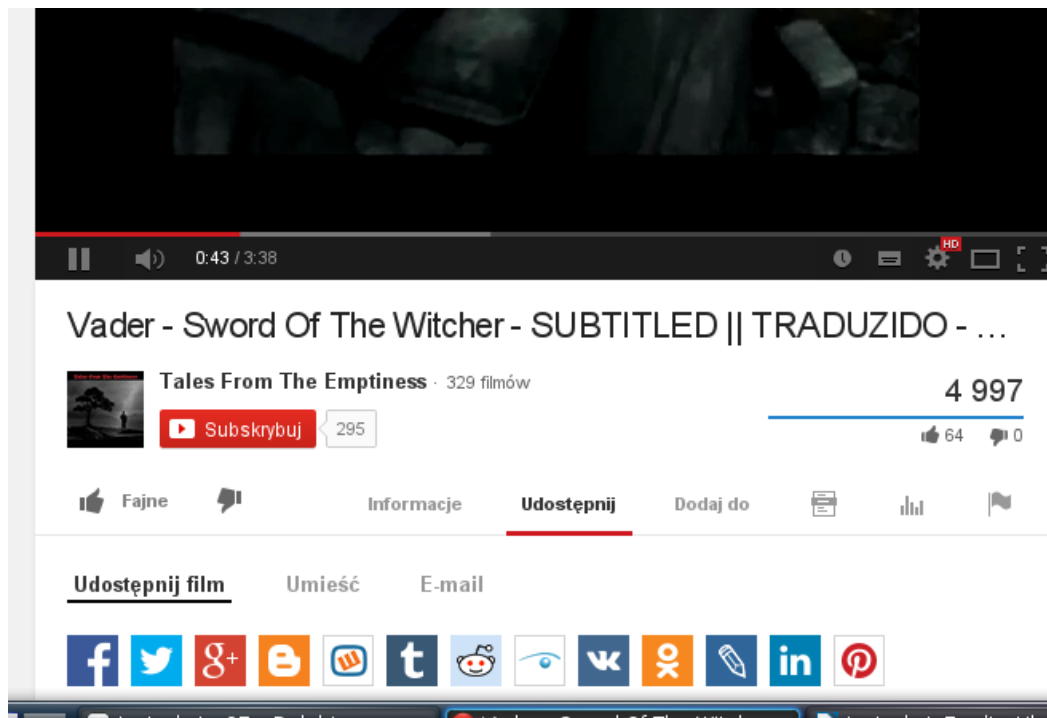 0:43 / 3:38
HD
Vader - Sword Of The Witcher - SUBTITLED || TRADUZIDO - ...
Tales From The Emptiness · 329 filmów
4 997
Subskrybuj 295
64 0
Fajne Informacje Udostępnij Dodaj do
Udostępnij film Umieść E-mail